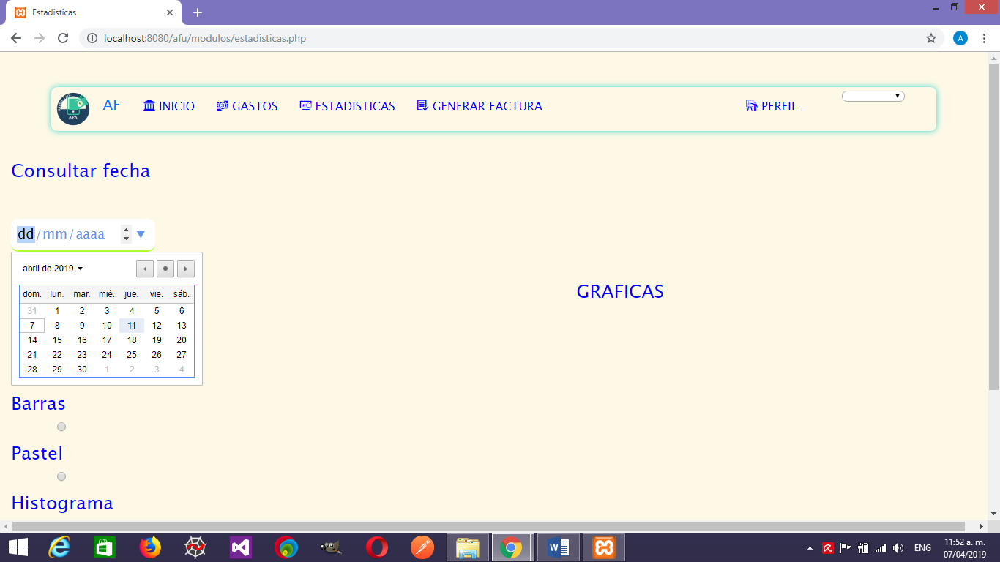 Estadisticas
localhost:8080/afu/modulos/estadisticas.php
A
AF
INICIO
GASTOS
ESTADISTICAS
GENERAR FACTURA
PERFIL
AFA
Consultar fecha
dd/mm/aaaa
abril de 2019
dom. lun. mar. mié. jue. vie. sáb.
31 1 2 3 4 5 6
7 8 9 10 11 12 13
14 15 16 17 18 19 20
21 22 23 24 25 26 27
28 29 30 1 2 3 4
GRAFICAS
Barras
Pastel
Histograma
ENG
11:52 a. m.
07/04/2019